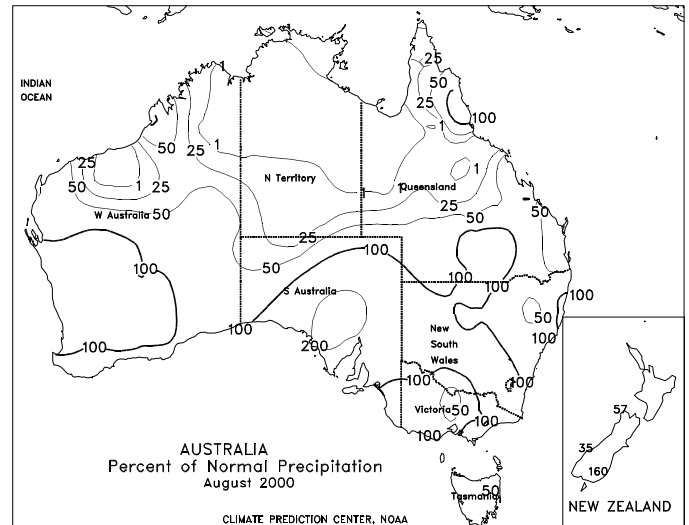 25
50
25
100
1
INDIAN
OCEAN
50
25
1
25
50
1
25
N Territory
1
1
Queensland
25
50
W Australia
50
50
25
100
50
100
100
100
S Australia
100
50
200
100
New
South
Wales
100
100
100
100
Victoria
50
100
100
57
35
160
NEW ZEALAND
50
Tasmania
AUSTRALIA
Percent of Normal Precipitation
August 2000
CLIMATE PREDICTION CENTER, NOAA